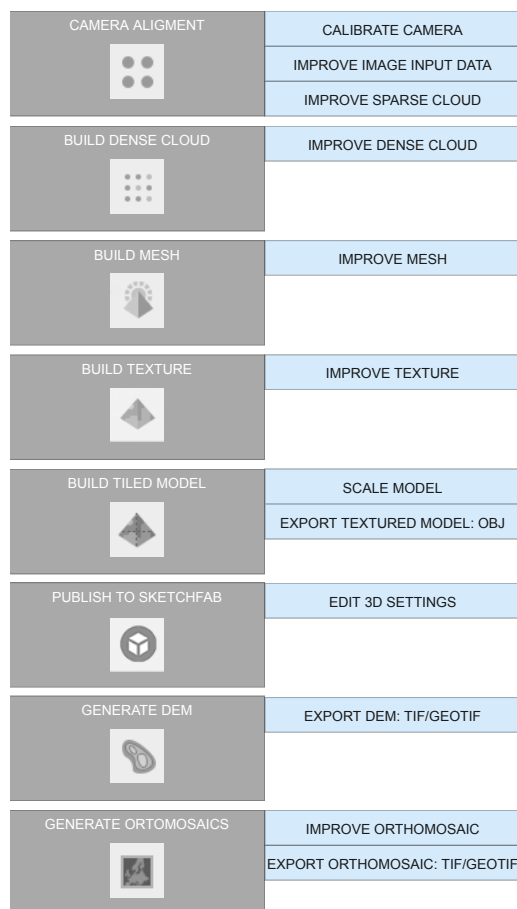 CAMERA ALIGMENT
CALIBRATE CAMERA
IMPROVE IMAGE INPUT DATA
IMPROVE SPARSE CLOUD
BUILD DENSE CLOUD
IMPROVE DENSE CLOUD
BUILD MESH
IMPROVE MESH
BUILD TEXTURE
IMPROVE TEXTURE
BUILD TILED MODEL
SCALE MODEL
EXPORT TEXTURED MODEL: OBJ
PUBLISH TO SKETCHFAB
EDIT 3D SETTINGS
GENERATE DEM
EXPORT DEM: TIF/GEOTIF
GENERATE ORTOMOSAICS
IMPROVE ORTHOMOSAIC
EXPORT ORTHOMOSAIC: TIF/GEOTIF